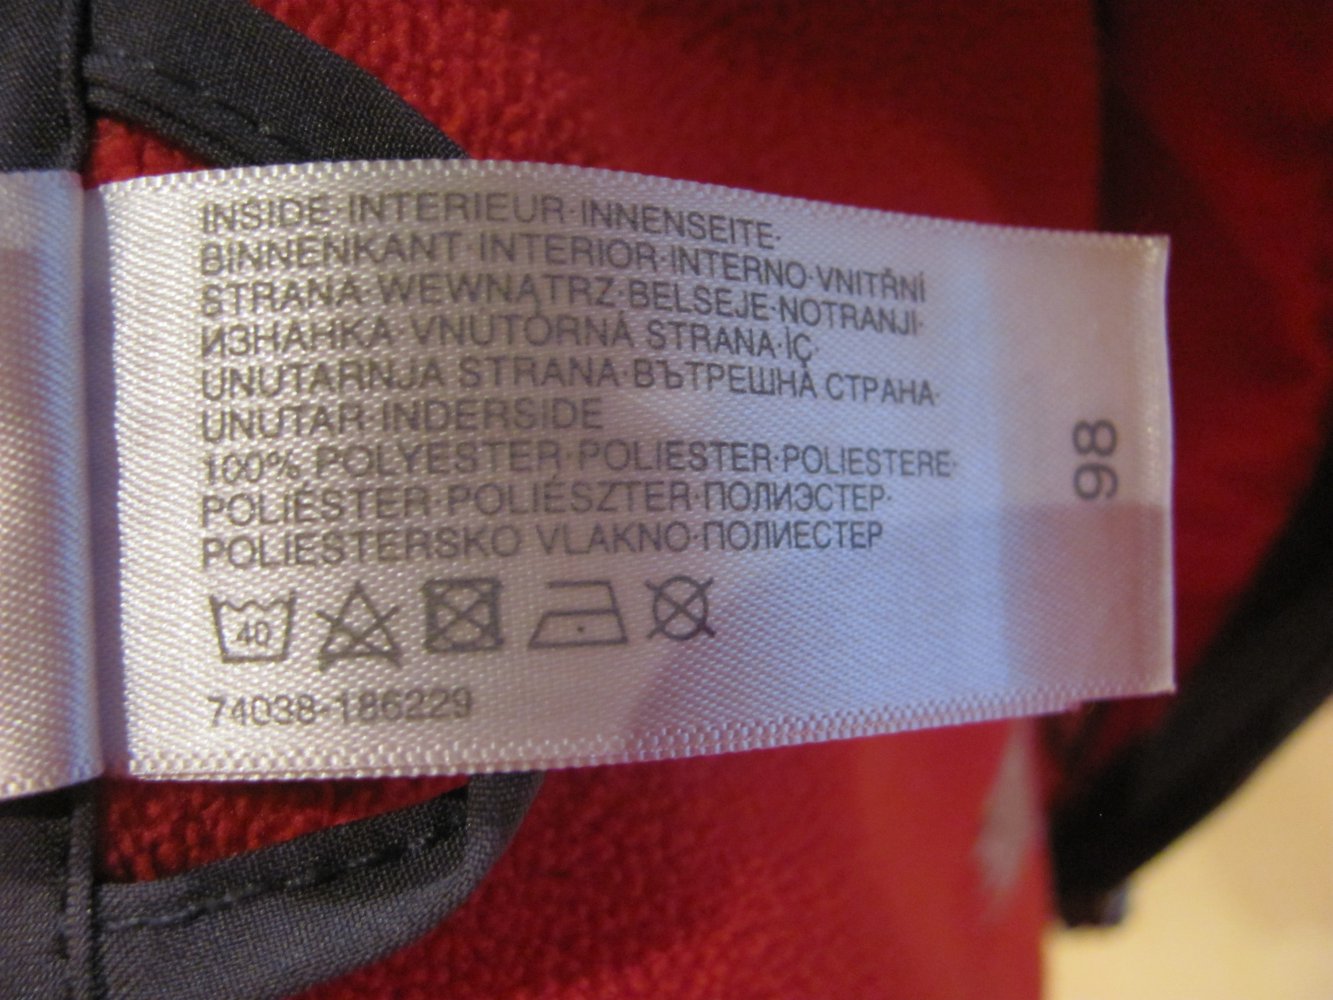 INSIDE·INTERIEUR·INNENSEITE·
BINNENKANT·INTERIOR·INTERNO·VNITŘNÍ
STRANA·WEWNĄTRZ·BELSEJE·NOTRANJI·
ИЗНАНКА·VNÚTORNÁ STRANA·İÇ·
UNUTARNJA STRANA·ВЪТРЕШНА СТРАНА·
UNUTAR·INDERSIDE
100% POLYESTER·POLIESTER·POLIESTERE·
POLIÉSTER·POLIÉSZTER·ПОЛИЭСТЕР·
POLIESTERSKO VLAKNO·ПОЛИЕСТЕР
40
74038-186229
98